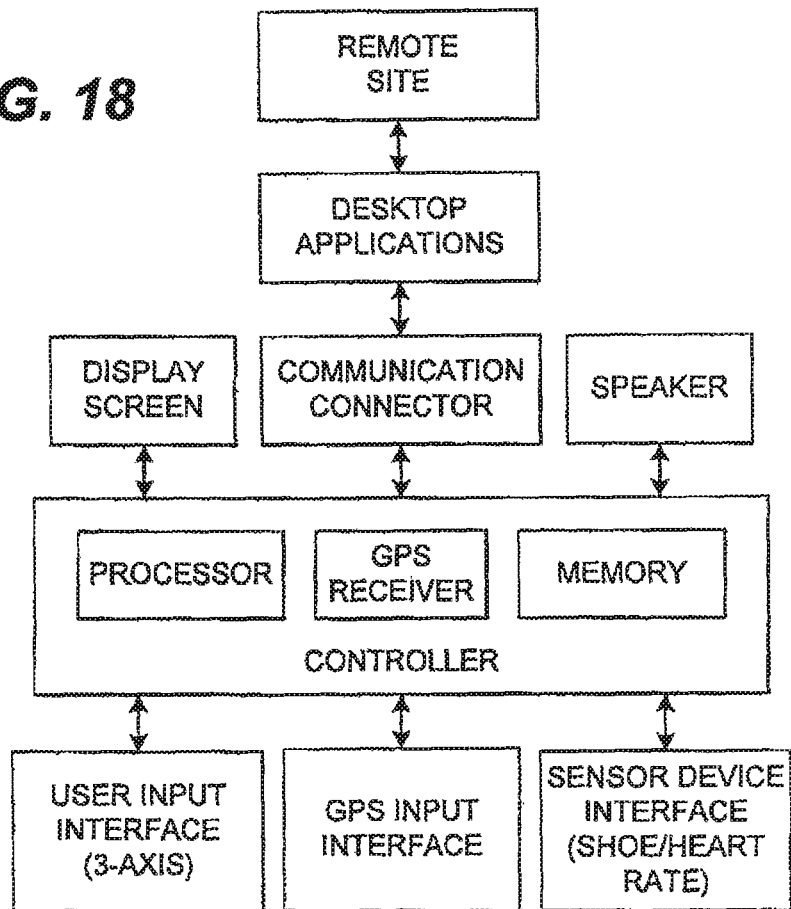 G. 18
REMOTE
SITE
DESKTOP
APPLICATIONS
DISPLAY
SCREEN
COMMUNICATION
CONNECTOR
SPEAKER
PROCESSOR
GPS
RECEIVER
MEMORY
CONTROLLER
USER INPUT
INTERFACE
(3-AXIS)
GPS INPUT
INTERFACE
SENSOR DEVICE
INTERFACE
(SHOE/HEART
RATE)